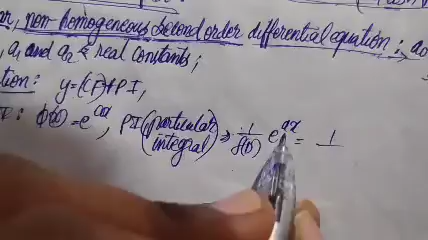 non-homogeneous second order differential equation; a₀
, a₁ and a₂ ∈ real constants;
tion: y=(CF)+PI,
φ(x)=e^{ax}, PI(particular integral) ⇒ \frac{1}{f(D)} e^{ax} = 1